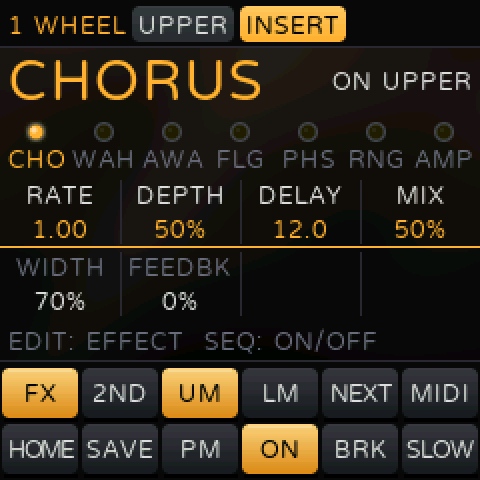 1 WHEEL UPPER INSERT
CHORUS ON UPPER
CHO WAH AWA FLG PHS RNG AMP
RATE DEPTH DELAY MIX
1.00 50% 12.0 50%
WIDTH FEEDBK
70% 0%
EDIT: EFFECT SEQ: ON/OFF
FX 2ND UM LM NEXT MIDI
HOME SAVE PM ON BRK SLOW